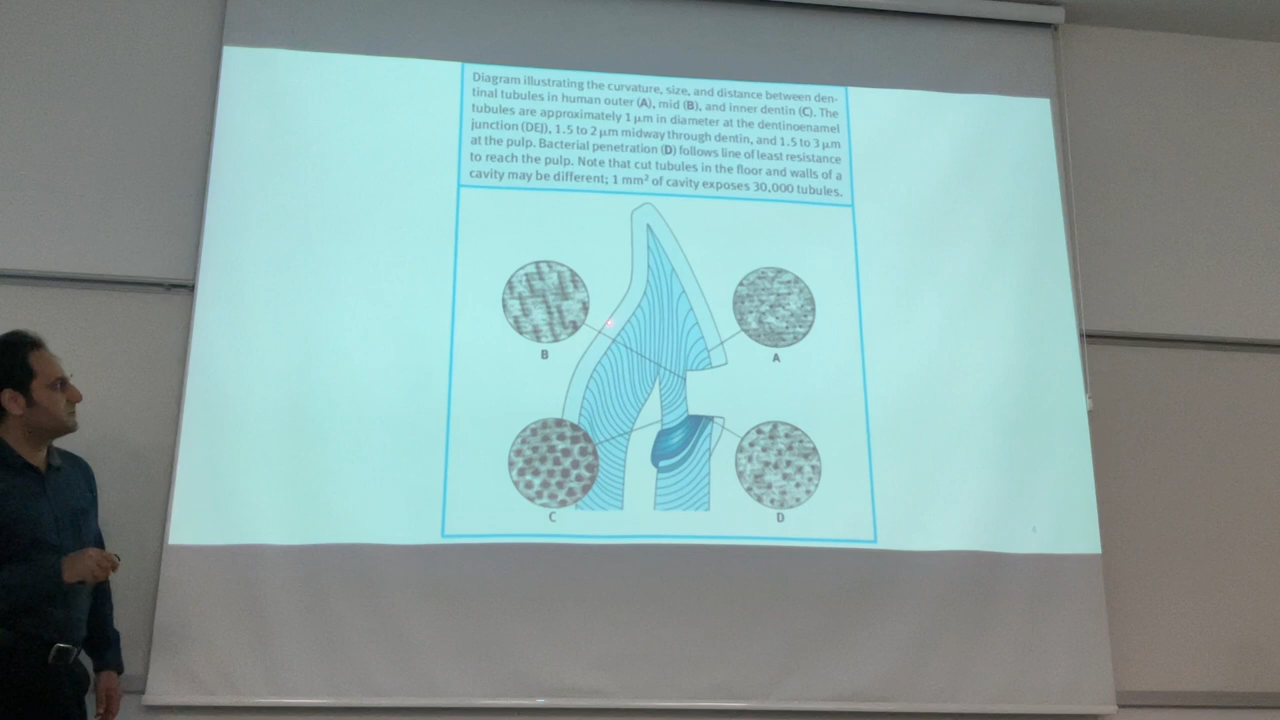 Diagram illustrating the curvature, size, and distance between den-
tinal tubules in human outer (A), mid (B), and inner dentin (C). The
tubules are approximately 1 μm in diameter at the dentinoenamel
junction (DEJ), 1.5 to 2 μm midway through dentin, and 1.5 to 3 μm
at the pulp. Bacterial penetration (D) follows line of least resistance
to reach the pulp. Note that cut tubules in the floor and walls of a
cavity may be different; 1 mm² of cavity exposes 30,000 tubules.
B
A
C
D